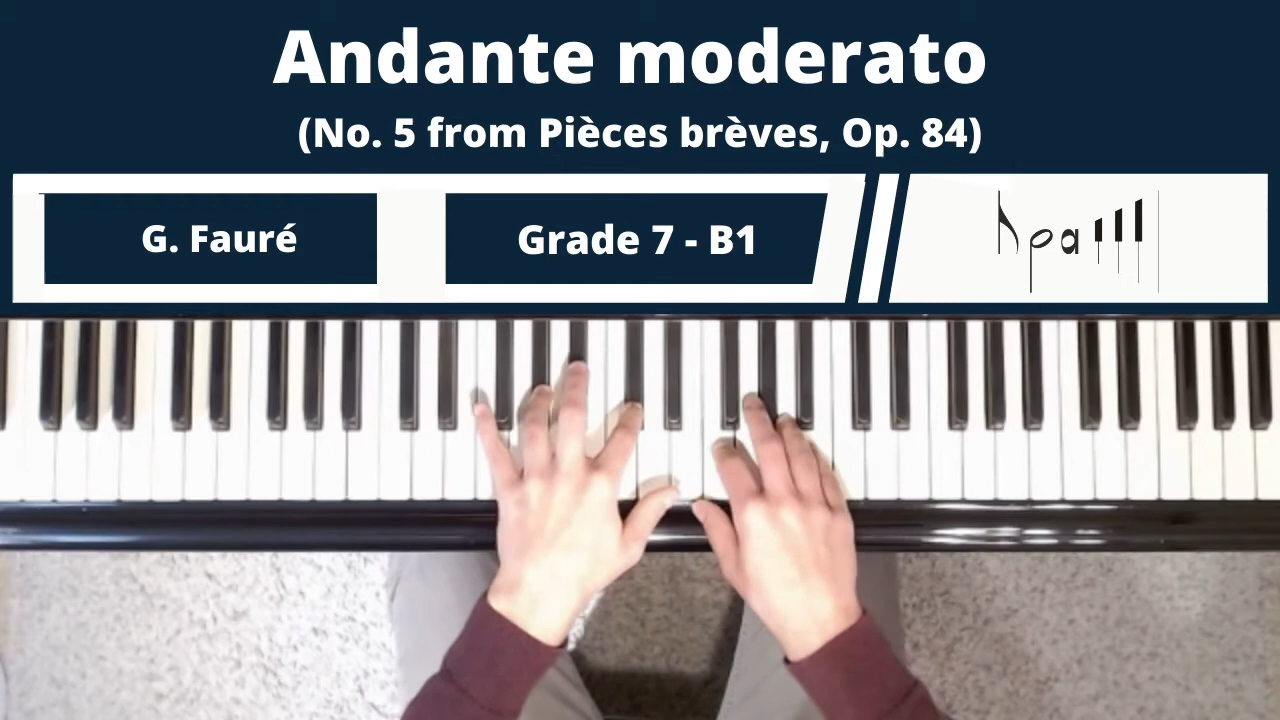 Andante moderato
(No. 5 from Pièces brèves, Op. 84)
G. Fauré
Grade 7 - B1